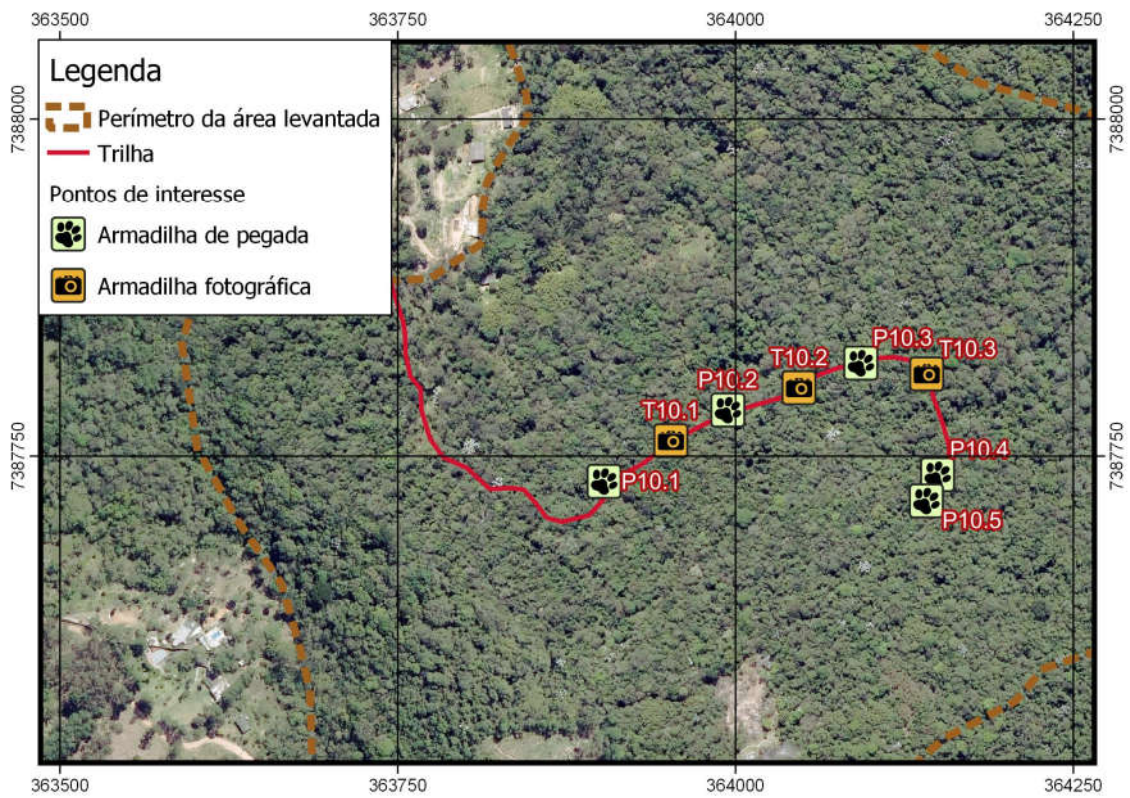 363500
363750
364000
364250
Legenda
Perímetro da área levantada
Trilha
Pontos de interesse
Armadilha de pegada
Armadilha fotográfica
7388000
7388000
P10.3
T10.3
T10.2
P10.2
T10.1
7387750
7387750
P10.4
P10.1
P10.5
363500
363750
364000
364250